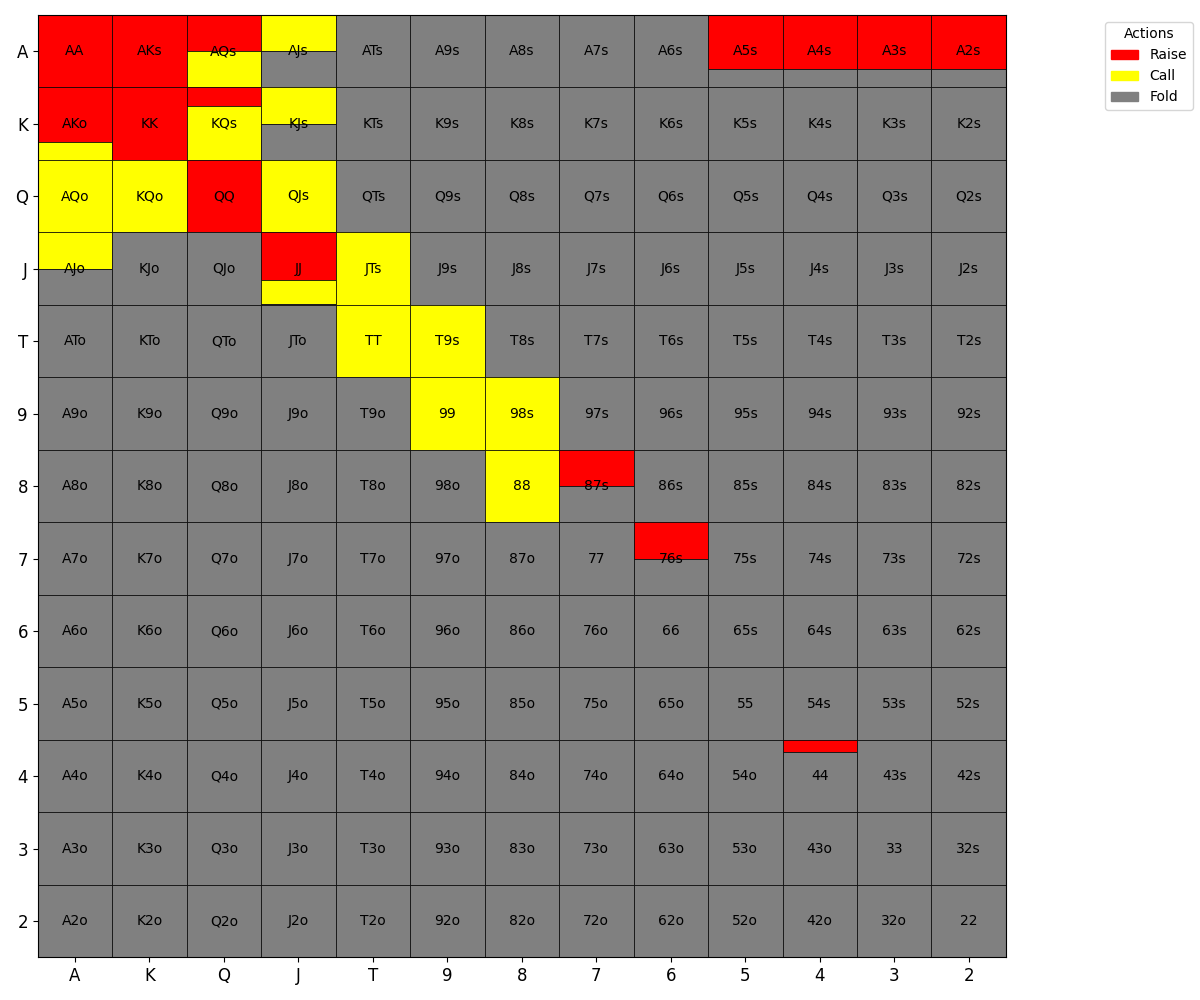 A AA AKs AQs AJs ATs A9s A8s A7s A6s A5s A4s A3s A2s
K AKo KK KQs KJs KTs K9s K8s K7s K6s K5s K4s K3s K2s
Q AQo KQo QQ QJs QTs Q9s Q8s Q7s Q6s Q5s Q4s Q3s Q2s
J AJo KJo QJo JJ JTs J9s J8s J7s J6s J5s J4s J3s J2s
T ATo KTo QTo JTo TT T9s T8s T7s T6s T5s T4s T3s T2s
9 A9o K9o Q9o J9o T9o 99 98s 97s 96s 95s 94s 93s 92s
8 A8o K8o Q8o J8o T8o 98o 88 87s 86s 85s 84s 83s 82s
7 A7o K7o Q7o J7o T7o 97o 87o 77 76s 75s 74s 73s 72s
6 A6o K6o Q6o J6o T6o 96o 86o 76o 66 65s 64s 63s 62s
5 A5o K5o Q5o J5o T5o 95o 85o 75o 65o 55 54s 53s 52s
4 A4o K4o Q4o J4o T4o 94o 84o 74o 64o 54o 44 43s 42s
3 A3o K3o Q3o J3o T3o 93o 83o 73o 63o 53o 43o 33 32s
2 A2o K2o Q2o J2o T2o 92o 82o 72o 62o 52o 42o 32o 22
A K Q J T 9 8 7 6 5 4 3 2
Actions
Raise
Call
Fold